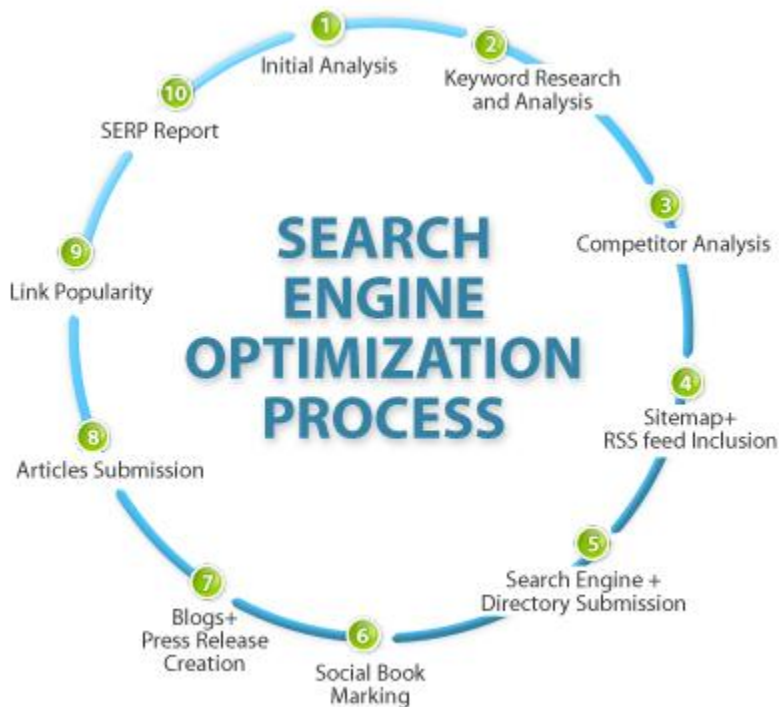 1
Initial Analysis
2
Keyword Research
and Analysis
3
Competitor Analysis
4
Sitemap+
RSS feed Inclusion
5
Search Engine +
Directory Submission
6
Social Book
Marking
7
Blogs+
Press Release
Creation
8
Articles Submission
9
Link Popularity
10
SERP Report
SEARCH
ENGINE
OPTIMIZATION
PROCESS